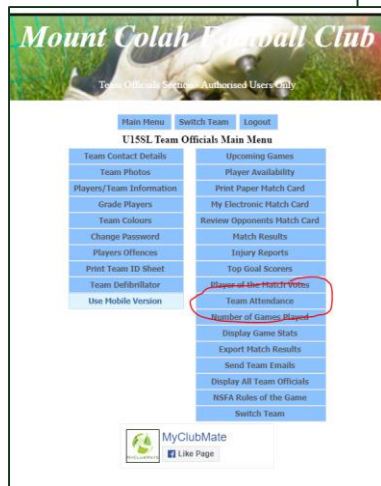 Mount Colah Football Club
Team Officials Section - Authorised Users Only
Main Menu Switch Team Logout
U15SL Team Officials Main Menu
Team Contact Details
Team Photos
Players/Team Information
Grade Players
Team Colours
Change Password
Players Offences
Print Team ID Sheet
Team Defibrillator
Use Mobile Version
Upcoming Games
Player Availability
Print Paper Match Card
My Electronic Match Card
Review Opponents Match Card
Match Results
Injury Reports
Top Goal Scorers
Player of the Match Votes
Team Attendance
Number of Games Played
Display Game Stats
Export Match Results
Send Team Emails
Display All Team Officials
NSFA Rules of the Game
Switch Team
MyClubMate
Like Page
MYCLUBMATE